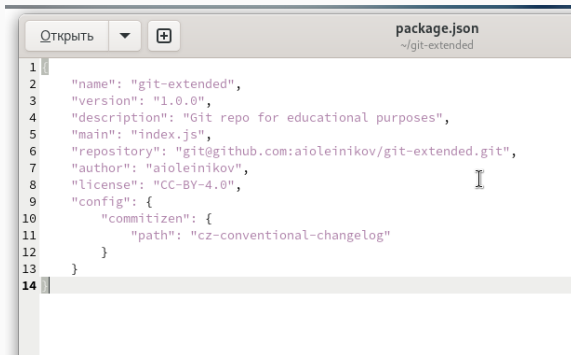 Открыть
package.json
~/git-extended
1 {
2     "name": "git-extended",
3     "version": "1.0.0",
4     "description": "Git repo for educational purposes",
5     "main": "index.js",
6     "repository": "git@github.com:aioleinikov/git-extended.git",
7     "author": "aioleinikov",
8     "license": "CC-BY-4.0",
9     "config": {
10         "commitizen": {
11             "path": "cz-conventional-changelog"
12         }
13     }
14 }